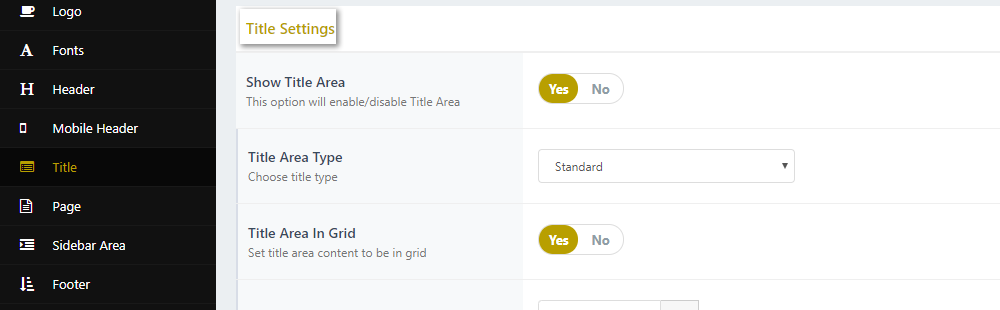 Logo
Fonts
Header
Mobile Header
Title
Page
Sidebar Area
Footer
Title Settings
Show Title Area
This option will enable/disable Title Area
Yes No
Title Area Type
Choose title type
Standard
Title Area In Grid
Set title area content to be in grid
Yes No